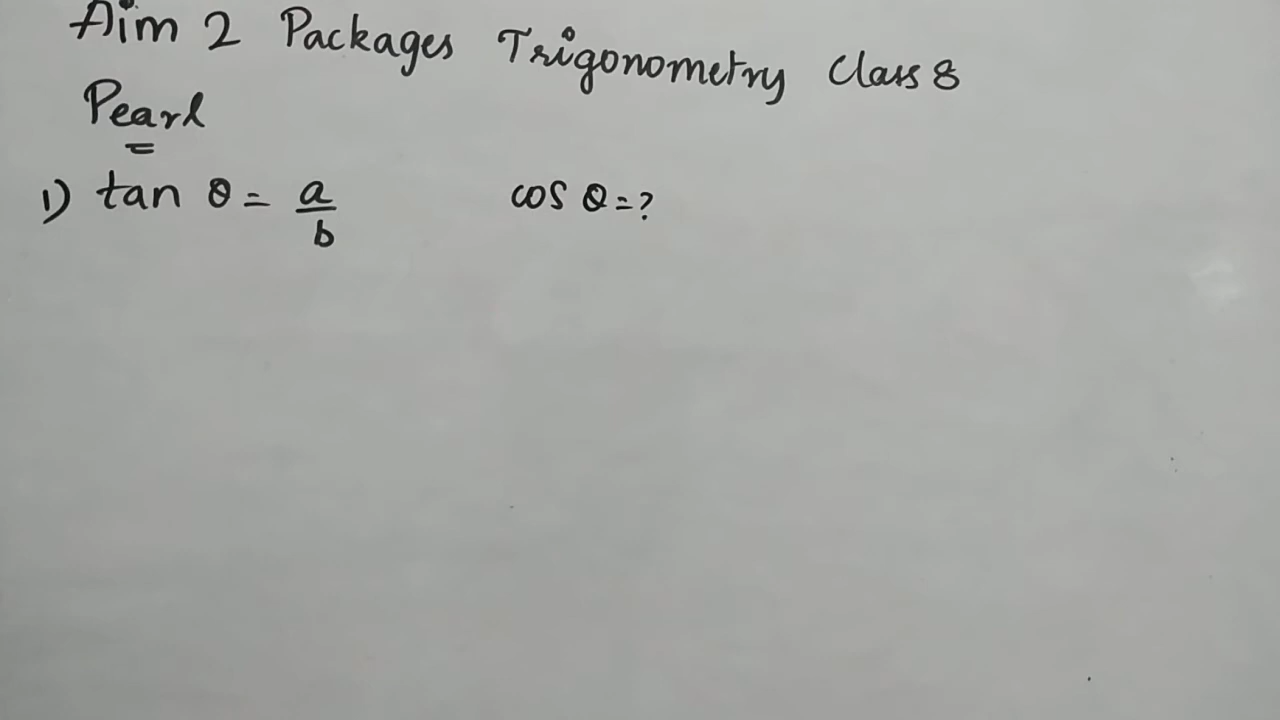 Aim 2 Packages Trigonometry Class 8
Pearl
1) tan θ = a/b cos θ = ?